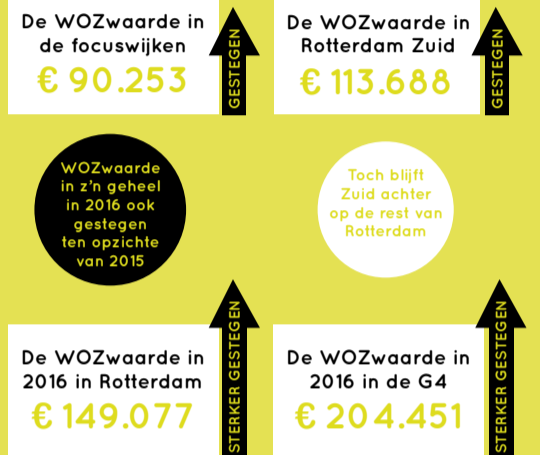 De WOZwaarde in
de focuswijken
€ 90.253
GESTEGEN
De WOZwaarde in
Rotterdam Zuid
€ 113.688
GESTEGEN
WOZwaarde
in z'n geheel
in 2016 ook
gestegen
ten opzichte
van 2015
Toch blijft
Zuid achter
op de rest van
Rotterdam
De WOZwaarde in
2016 in Rotterdam
€ 149.077
STERKER GESTEGEN
De WOZwaarde in
2016 in de G4
€ 204.451
STERKER GESTEGEN